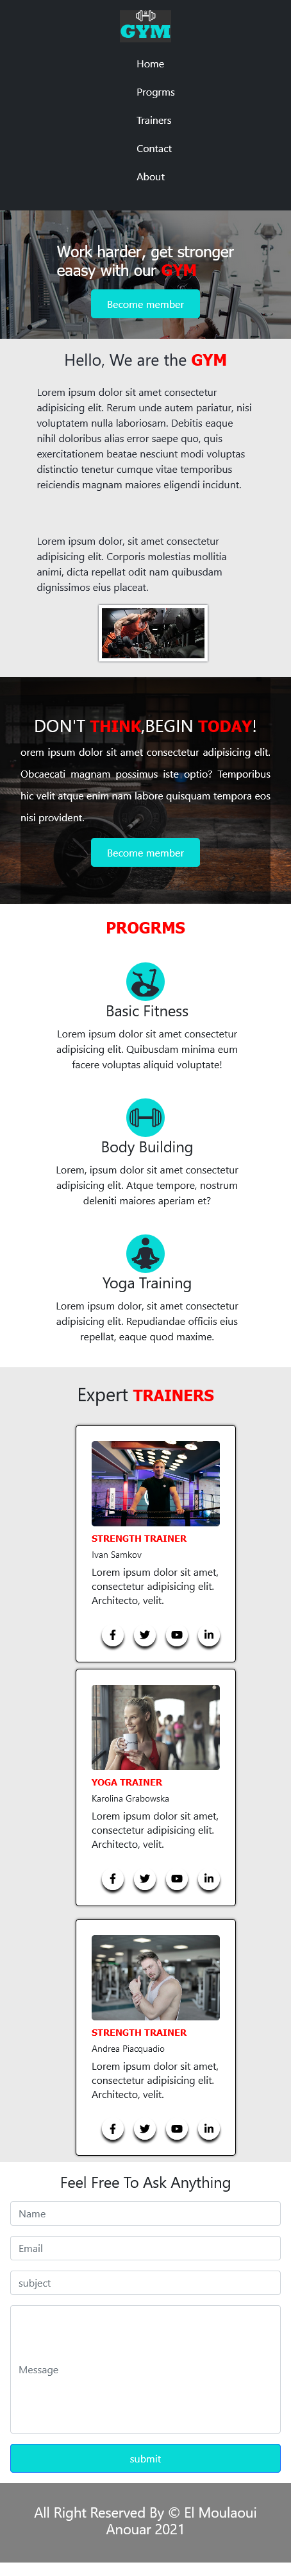 GYM
Home
Progrms
Trainers
Contact
About
Work harder, get stronger
eaasy with our GYM
Become member
Hello, We are the GYM
Lorem ipsum dolor sit amet consectetur
adipisicing elit. Rerum unde autem pariatur, nisi
voluptatem nulla laboriosam. Debitis eaque
nihil doloribus alias error saepe quo, quis
exercitationem beatae nesciunt modi voluptas
distinctio tenetur cumque vitae temporibus
reiciendis magnam maiores eligendi incidunt.
Lorem ipsum dolor, sit amet consectetur
adipisicing elit. Corporis molestias mollitia
animi, dicta repellat odit nam quibusdam
dignissimos eius placeat.
DON'T THINK,BEGIN TODAY!
orem ipsum dolor sit amet consectetur adipisicing elit.
Obcaecati magnam possimus iste optio? Temporibus
hic velit atque enim nam labore quisquam tempora eos
nisi provident.
Become member
PROGRMS
Basic Fitness
Lorem ipsum dolor sit amet consectetur
adipisicing elit. Quibusdam minima eum
facere voluptas aliquid voluptate!
Body Building
Lorem, ipsum dolor sit amet consectetur
adipisicing elit. Atque tempore, nostrum
deleniti maiores aperiam et?
Yoga Training
Lorem ipsum dolor, sit amet consectetur
adipisicing elit. Repudiandae officiis eius
repellat, eaque quod maxime.
Expert TRAINERS
STRENGTH TRAINER
Ivan Samkov
Lorem ipsum dolor sit amet,
consectetur adipisicing elit.
Architecto, velit.
YOGA TRAINER
Karolina Grabowska
Lorem ipsum dolor sit amet,
consectetur adipisicing elit.
Architecto, velit.
STRENGTH TRAINER
Andrea Piacquadio
Lorem ipsum dolor sit amet,
consectetur adipisicing elit.
Architecto, velit.
Feel Free To Ask Anything
Name
Email
subject
Message
submit
All Right Reserved By © El Moulaoui
Anouar 2021